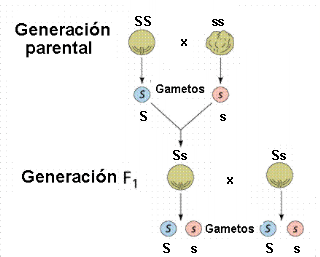 SS ss
Generación parental x
S Gametos s
S s
Ss Ss
Generación F1 x
S s Gametos S s
S s S s